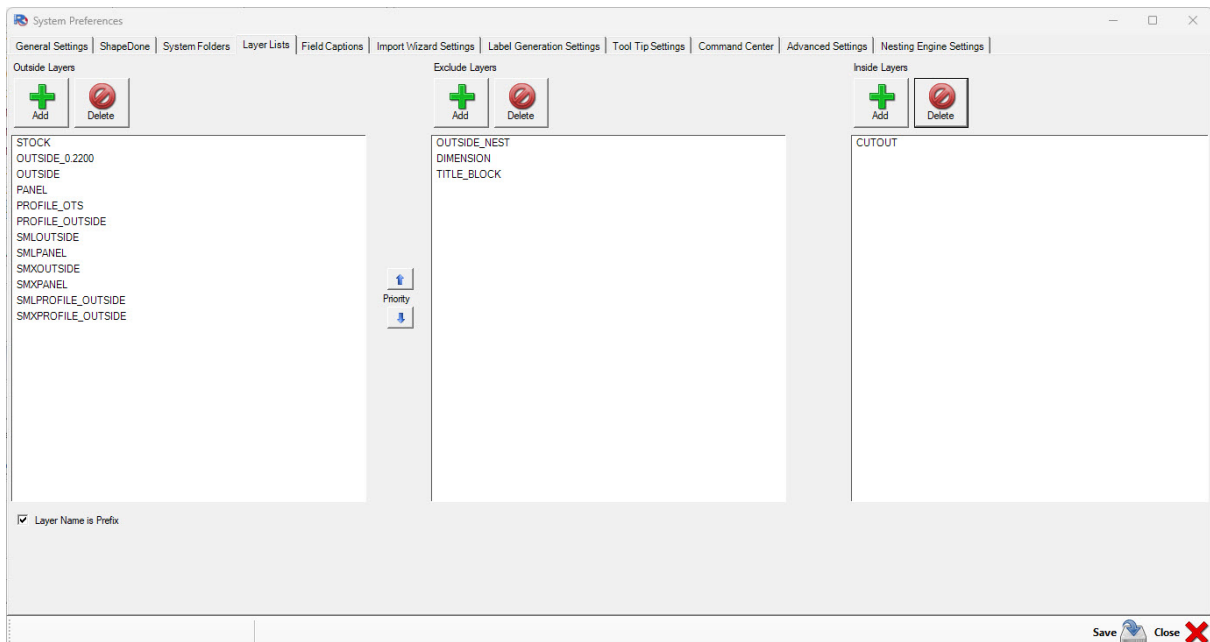 System Preferences
General Settings ShapeDone System Folders Layer Lists Field Captions Import Wizard Settings Label Generation Settings Tool Tip Settings Command Center Advanced Settings Nesting Engine Settings
Outside Layers
Add Delete
STOCK
OUTSIDE_0.2200
OUTSIDE
PANEL
PROFILE_OTS
PROFILE_OUTSIDE
SMLOUTSIDE
SMLPANEL
SMXOUTSIDE
SMXPANEL
SMLPROFILE_OUTSIDE
SMXPROFILE_OUTSIDE
Layer Name is Prefix
Priority
Exclude Layers
Add Delete
OUTSIDE_NEST
DIMENSION
TITLE_BLOCK
Inside Layers
Add Delete
CUTOUT
Save Close